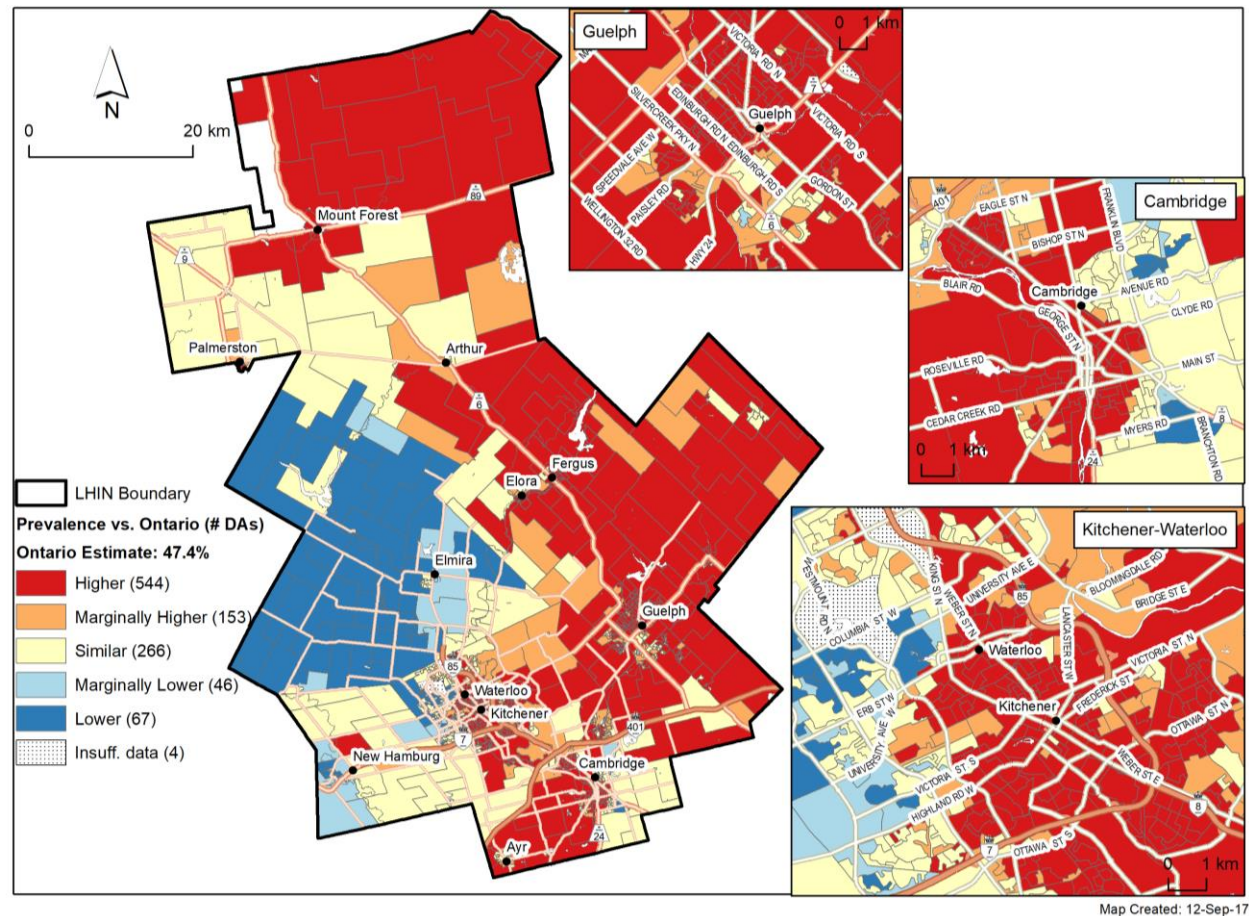 N
0
20 km
Mount Forest
89
9
Palmerston
Arthur
6
Fergus
Elora
Elmira
Guelph
85
Waterloo
Kitchener
7
401
New Hamburg
Cambridge
24
Ayr
LHIN Boundary
Prevalence vs. Ontario (# DAs)
Ontario Estimate: 47.4%
Higher (544)
Marginally Higher (153)
Similar (266)
Marginally Lower (46)
Lower (67)
Insuff. data (4)
Guelph
0 1 km
VICTORIA RD N
7
SILVERCREEK PKY N
EDINBURGH RD N
EDINBURGH RD S
Guelph
VICTORIA RD S
SPEEDVALE AVE W
PAISLEY RD
GORDON ST
WELLINGTON 32 RD
HWY 24
6
Cambridge
401
EAGLE ST N
FRANKLIN BLVD
BISHOP ST N
BLAIR RD
Cambridge
AVENUE RD
GEORGE ST N
CLYDE RD
ROSEVILLE RD
MAIN ST
CEDAR CREEK RD
MYERS RD
8
BRANCHTON RD
0 1 km
24
Kitchener-Waterloo
WESTMOUNT RD N
KING ST N
UNIVERSITY AVE E
BLOOMINGDALE RD
WEBER ST N
85
BRIDGE ST E
COLUMBIA ST W
LANCASTER ST W
Waterloo
VICTORIA ST N
ERB ST W
FREDERICK ST
Kitchener
OTTAWA ST N
UNIVERSITY AVE W
VICTORIA ST S
WEBER ST E
HIGHLAND RD W
8
7
OTTAWA ST S
0 1 km
Map Created: 12-Sep-17